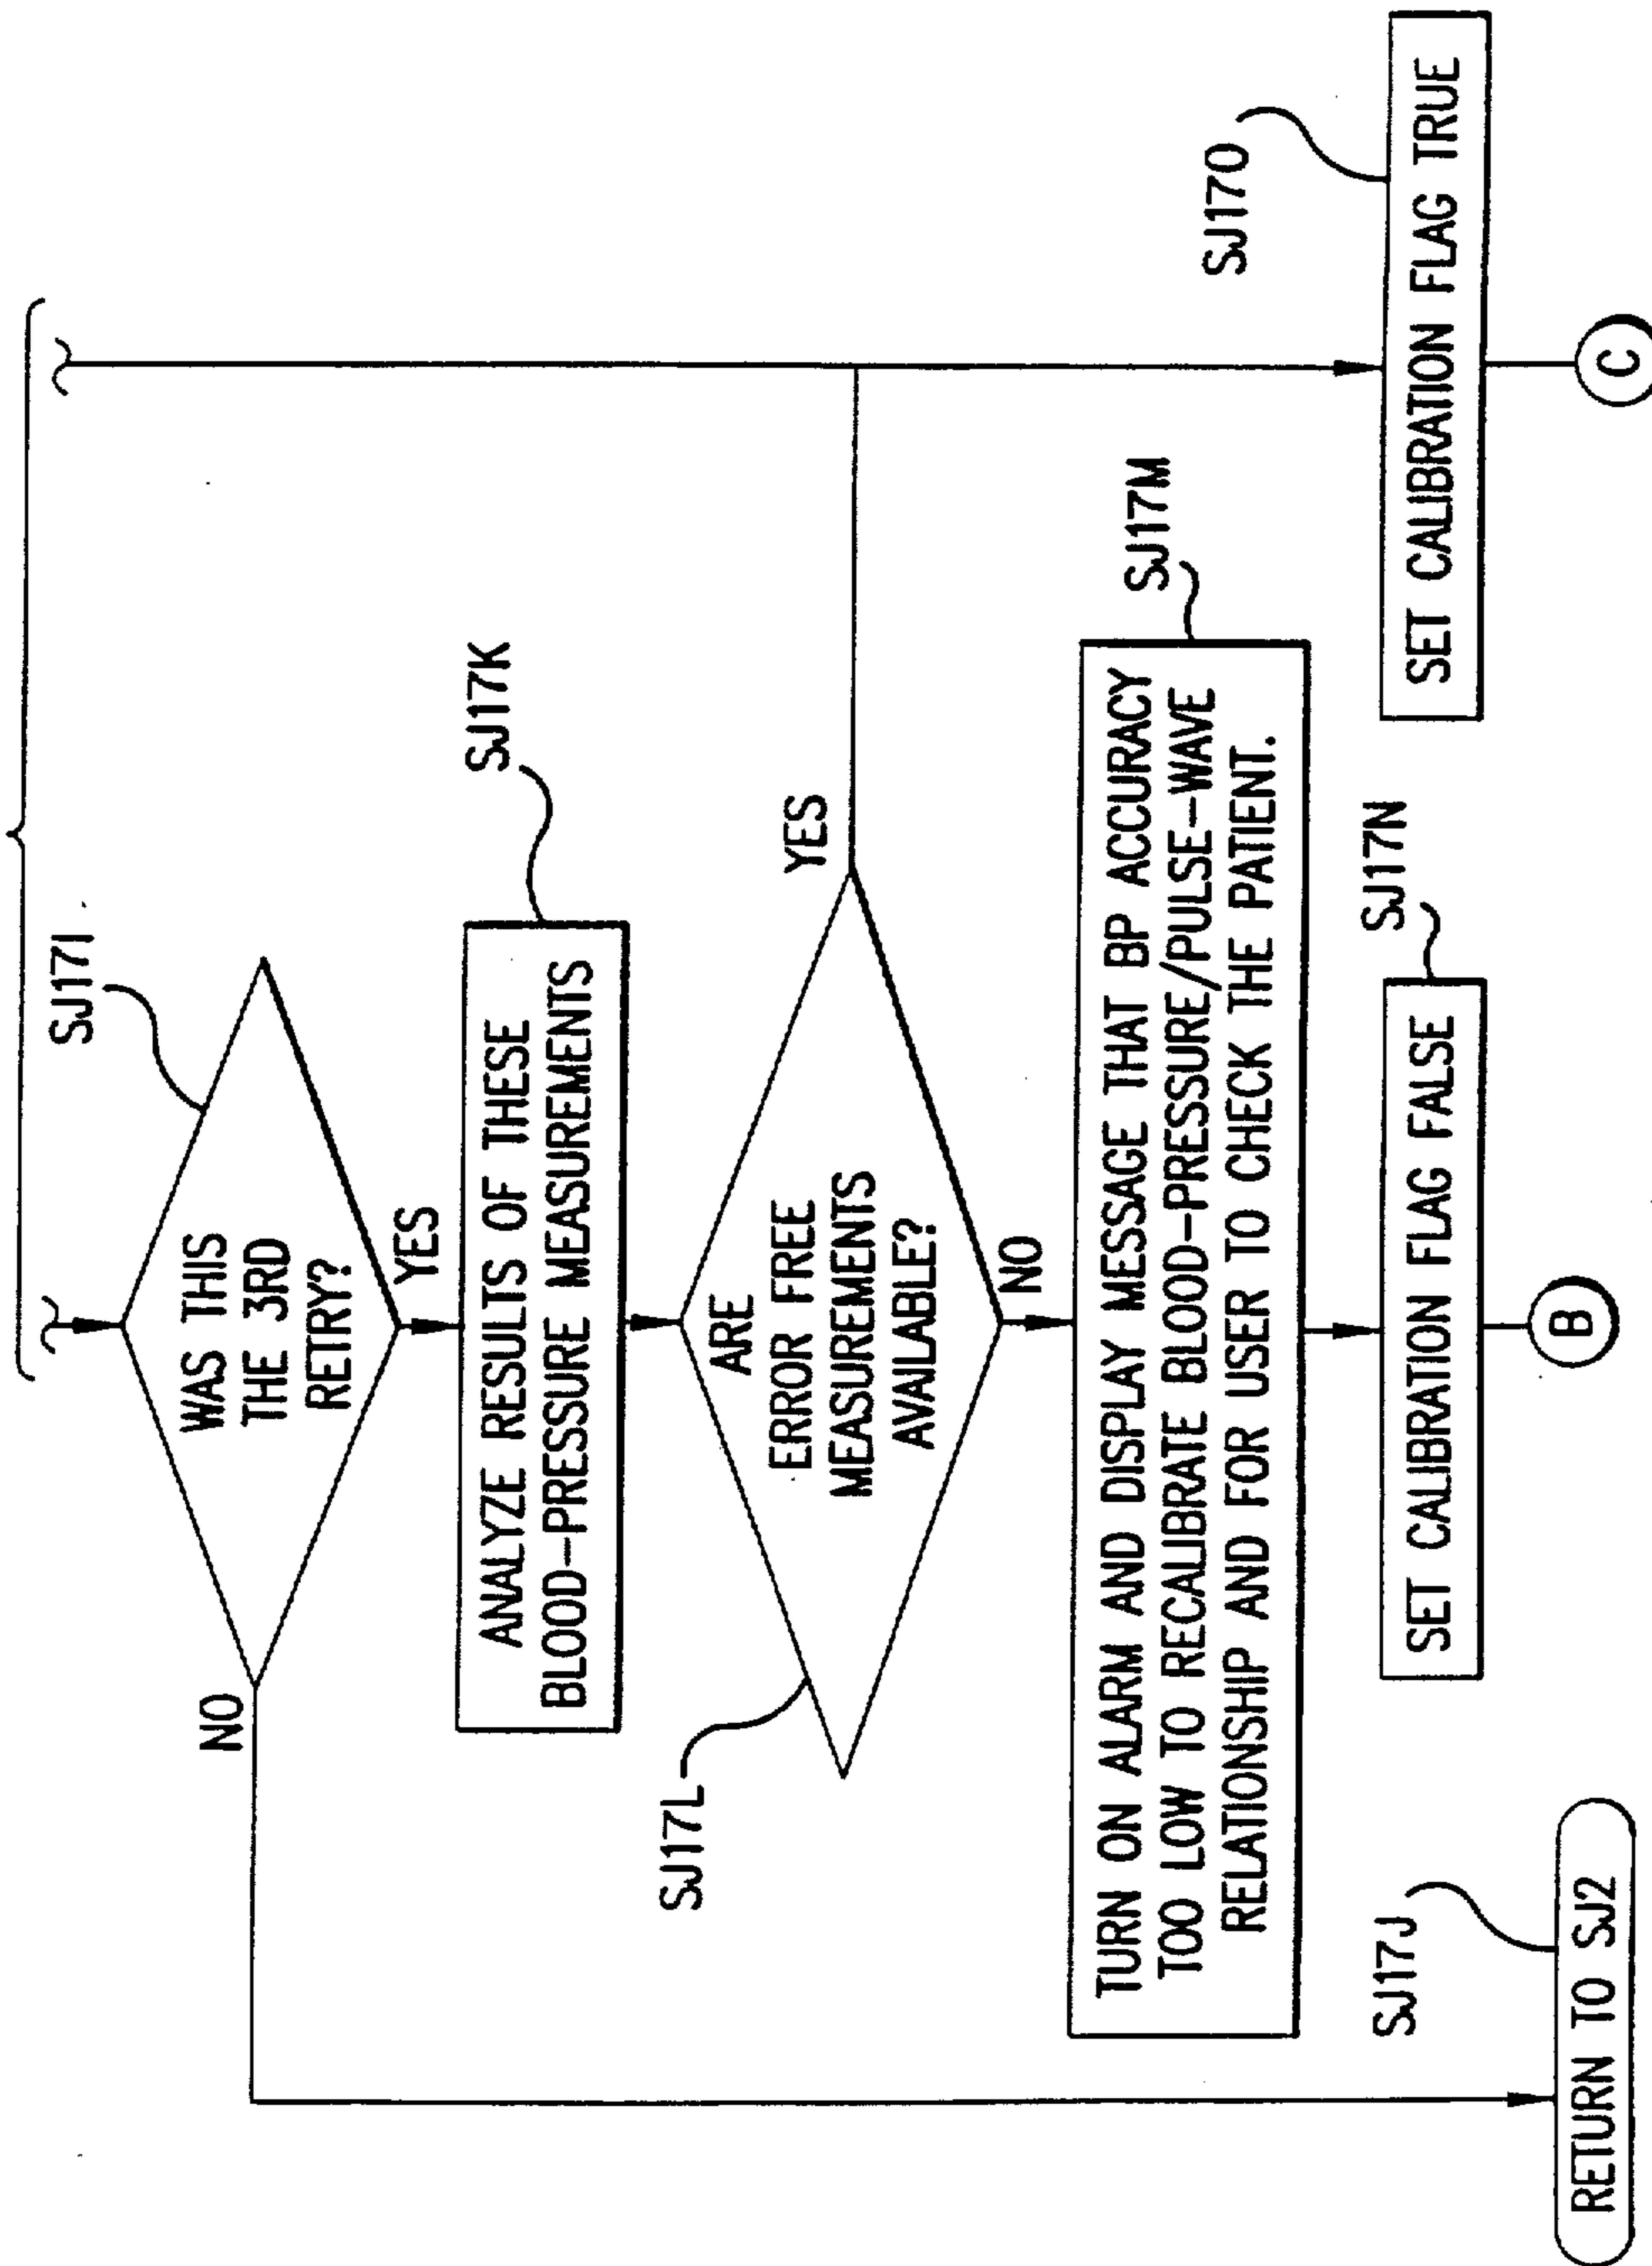 SJ17I
WAS THIS
THE 3RD
RETRY?
NO
YES
SJ17K
ANALYZE RESULTS OF THESE
BLOOD-PRESSURE MEASUREMENTS
SJ17L
ARE
ERROR FREE
MEASUREMENTS
AVAILABLE?
YES
NO
SJ17M
TURN ON ALARM AND DISPLAY MESSAGE THAT BP ACCURACY
TOO LOW TO RECALIBRATE BLOOD-PRESSURE/PULSE-WAVE
RELATIONSHIP AND FOR USER TO CHECK THE PATIENT.
SJ17J
RETURN TO SJ2
SJ17N
SET CALIBRATION FLAG FALSE
B
SJ17O
SET CALIBRATION FLAG TRUE
C